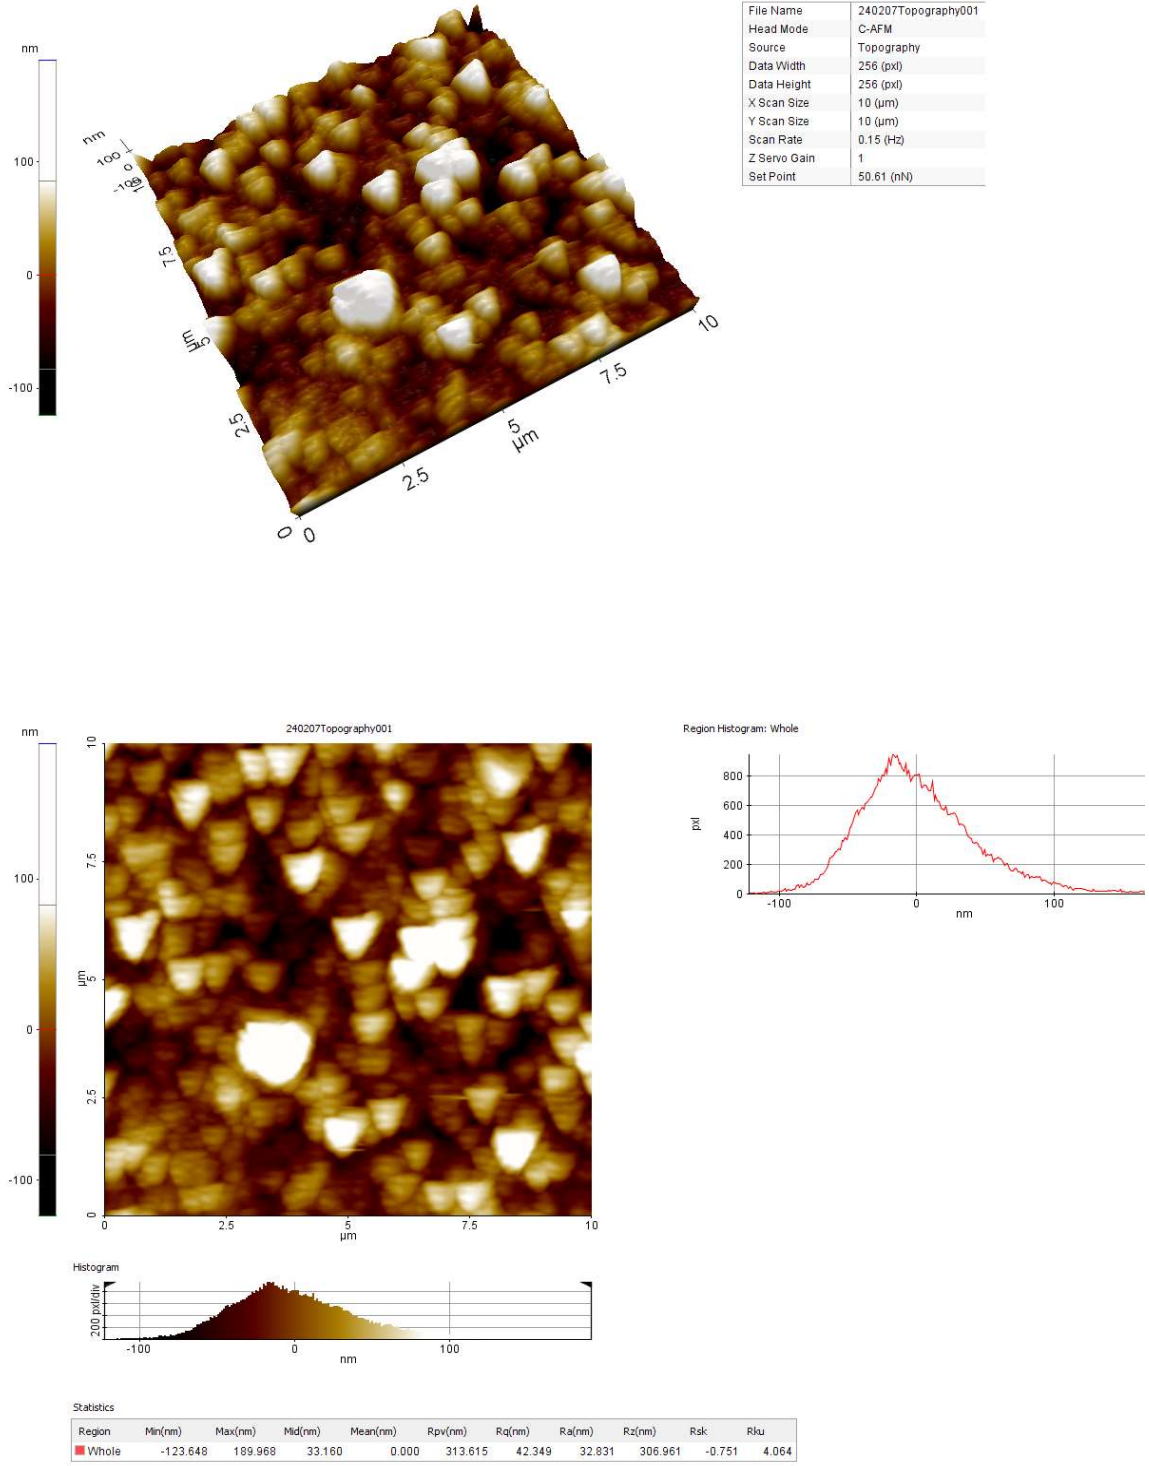 nm
100
0
-100
nm
100
0
-100
10
7.5
5
µm
2.5
0
0
2.5
5
µm
7.5
10
File Name 240207Topography001
Head Mode C-AFM
Source Topography
Data Width 256 (pxl)
Data Height 256 (pxl)
X Scan Size 10 (µm)
Y Scan Size 10 (µm)
Scan Rate 0.15 (Hz)
Z Servo Gain 1
Set Point 50.61 (nN)
nm
100
0
-100
240207Topography001
10
7.5
5
µm
2.5
0
0 2.5 5 7.5 10
µm
Region Histogram: Whole
pxl
800
600
400
200
0
-100 0 100
nm
Histogram
200 pxl/div
-100 0 100
nm
Statistics
Region Min(nm) Max(nm) Mid(nm) Mean(nm) Rpv(nm) Rq(nm) Ra(nm) Rz(nm) Rsk Rku
Whole -123.648 189.968 33.160 0.000 313.615 42.349 32.831 306.961 -0.751 4.064